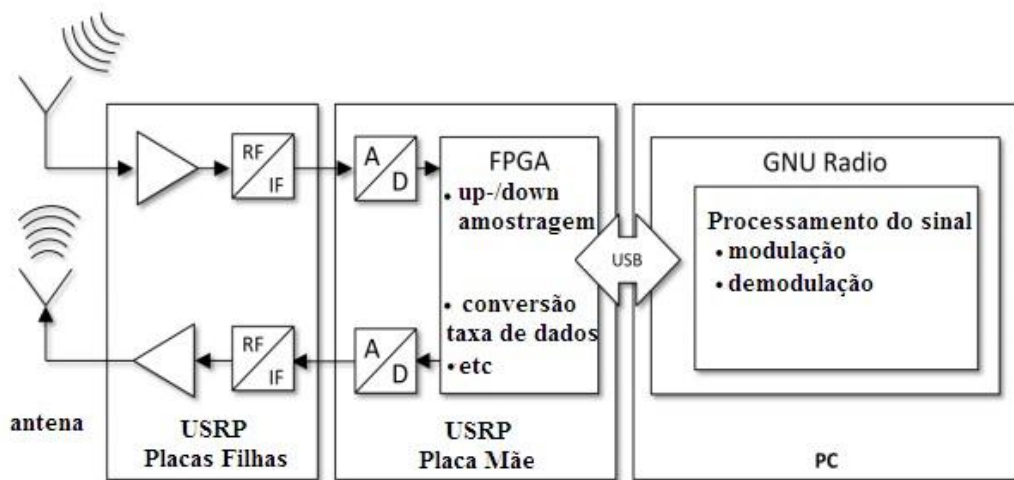 RF
IF
A
D
FPGA
• up-/down
amostragem
• conversão
taxa de dados
• etc
RF
IF
A
D
USB
GNU Radio
Processamento do sinal
• modulação
• demodulação
antena
USRP
Placas Filhas
USRP
Placa Mãe
PC